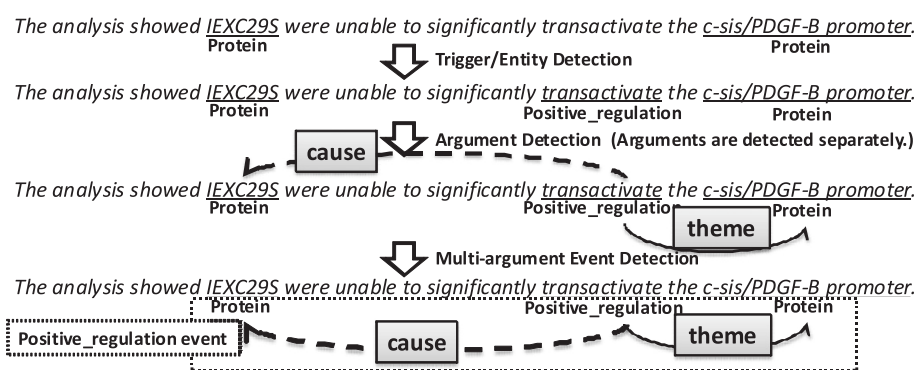 The analysis showed IEXC29S were unable to significantly transactivate the c-sis/PDGF-B promoter.
Protein Protein
Trigger/Entity Detection
The analysis showed IEXC29S were unable to significantly transactivate the c-sis/PDGF-B promoter.
Protein Positive_regulation Protein
Argument Detection (Arguments are detected separately.)
cause
The analysis showed IEXC29S were unable to significantly transactivate the c-sis/PDGF-B promoter.
Protein Positive_regulation Protein
theme
Multi-argument Event Detection
The analysis showed IEXC29S were unable to significantly transactivate the c-sis/PDGF-B promoter.
Protein Positive_regulation Protein
Positive_regulation event cause theme